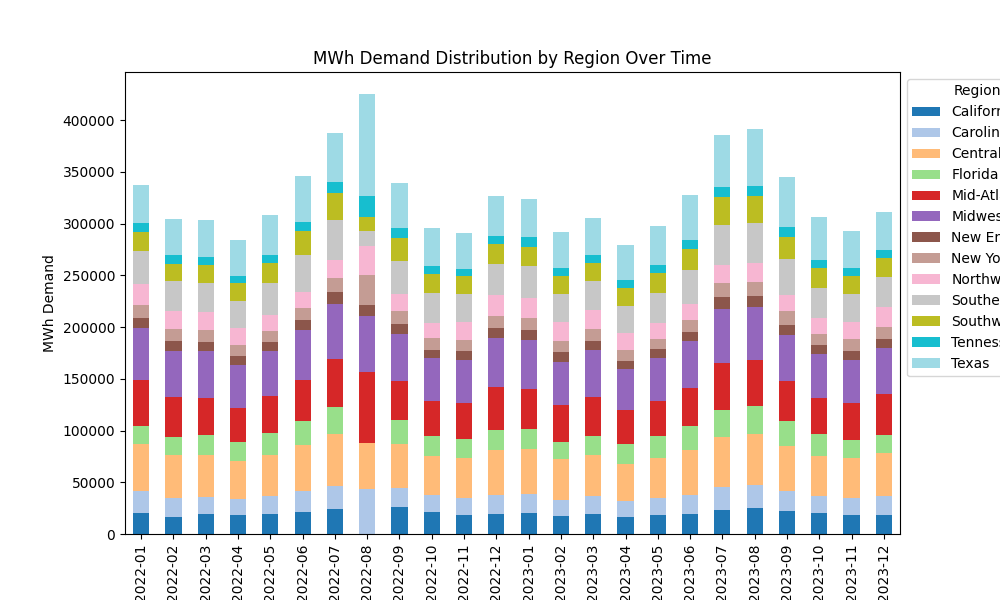 MWh Demand Distribution by Region Over Time
MWh Demand
400000
350000
300000
250000
200000
150000
100000
50000
0
2022-01
2022-02
2022-03
2022-04
2022-05
2022-06
2022-07
2022-08
2022-09
2022-10
2022-11
2022-12
2023-01
2023-02
2023-03
2023-04
2023-05
2023-06
2023-07
2023-08
2023-09
2023-10
2023-11
2023-12
Region
Californ
Carolin
Central
Florida
Mid-Atl
Midwes
New En
New Yo
Northw
Southe
Southw
Tennes
Texas